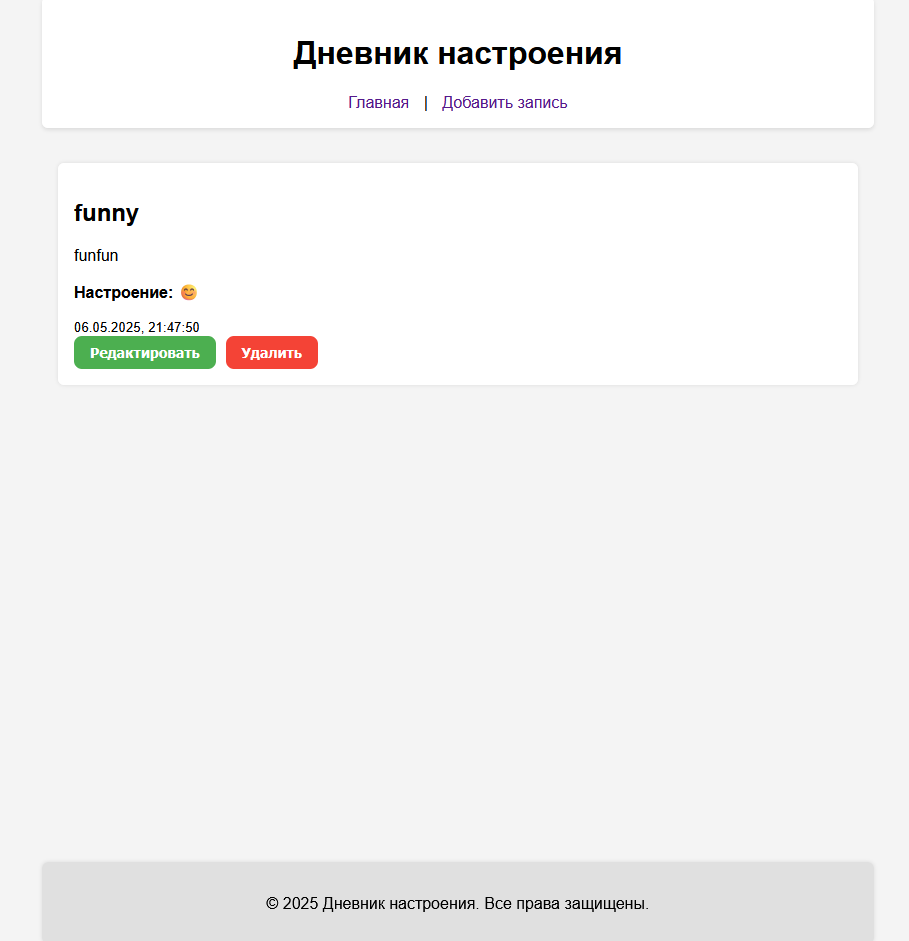 Дневник настроения
Главная | Добавить запись
funny
funfun
Настроение: 😊
06.05.2025, 21:47:50
Редактировать Удалить
© 2025 Дневник настроения. Все права защищены.